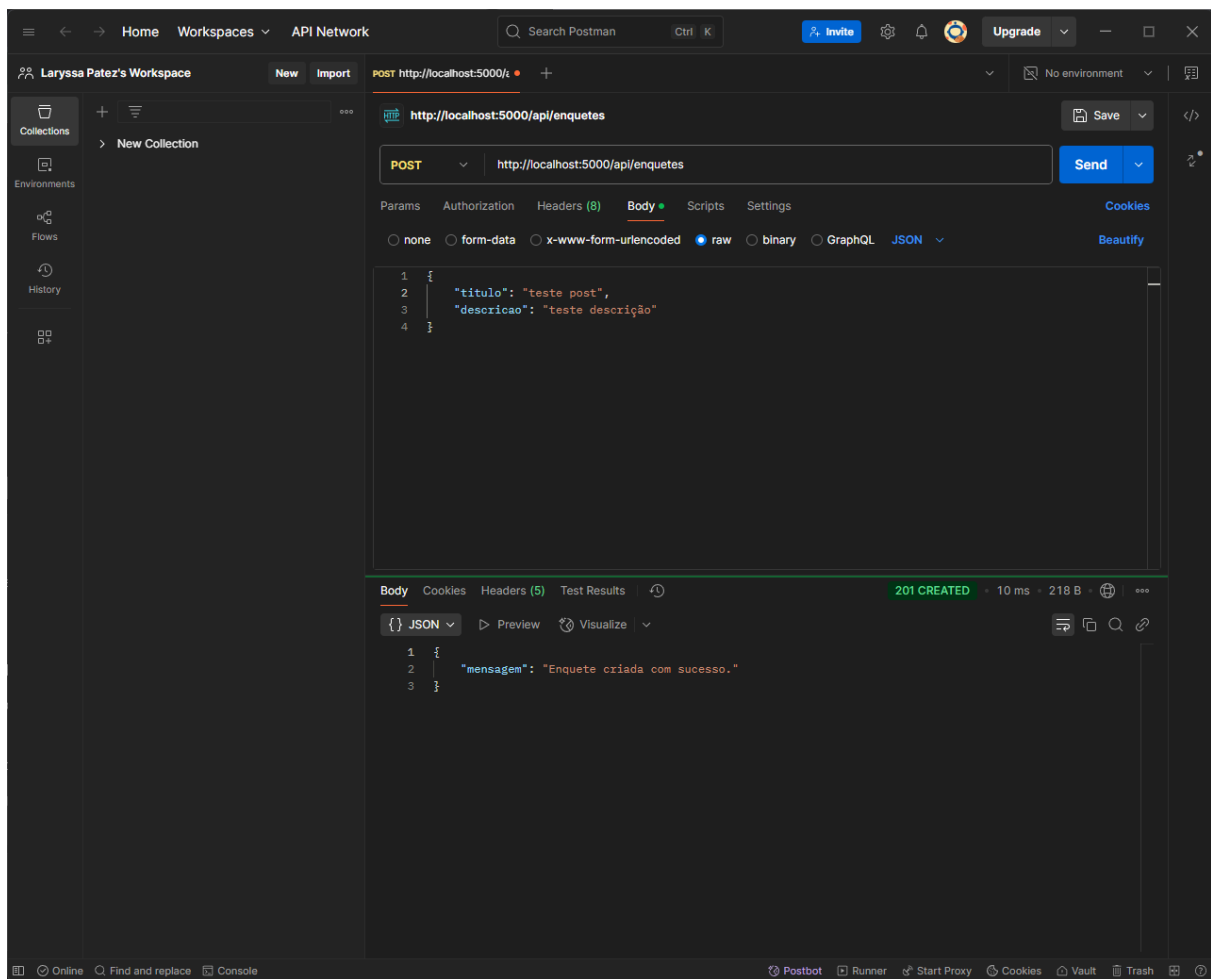 Home Workspaces API Network Search Postman Ctrl K Invite Upgrade
Laryssa Patez's Workspace New Import POST http://localhost:5000/a No environment
Collections
New Collection
Environments
Flows
History
HTTP http://localhost:5000/api/enquetes Save
POST http://localhost:5000/api/enquetes Send
Params Authorization Headers (8) Body Scripts Settings Cookies
none form-data x-www-form-urlencoded raw binary GraphQL JSON Beautify
1 {
2 "titulo": "teste post",
3 "descricao": "teste descrição"
4 }
Body Cookies Headers (5) Test Results 201 CREATED 10 ms 218 B
{} JSON Preview Visualize
1 {
2 "mensagem": "Enquete criada com sucesso."
3 }
Online Find and replace Console Postbot Runner Start Proxy Cookies Vault Trash